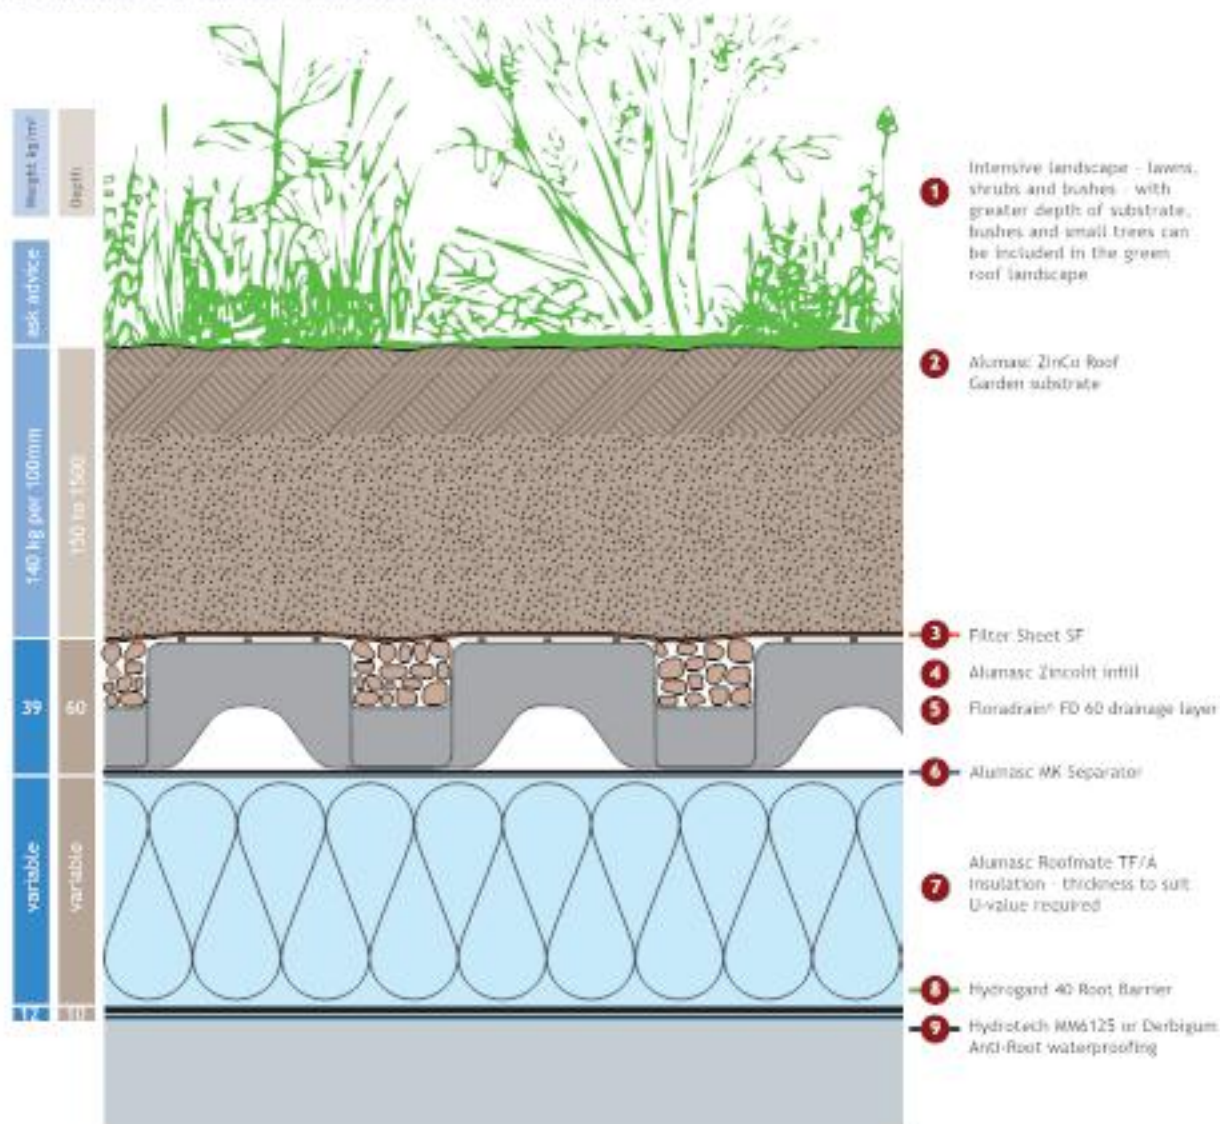 Weight kg/m²
Depth
ask advice
140 kg per 100mm
150 to 1500
39
60
variable
variable
12
10
1
Intensive landscape - lawns,
shrubs and bushes - with
greater depth of substrate,
bushes and small trees can
be included in the green
roof landscape
2
Alumasc ZinCo Roof
Garden substrate
3
Filter Sheet SF
4
Alumasc Zincolit infill
5
Floradrain® FD 60 drainage layer
6
Alumasc MK Separator
7
Alumasc Roofmate TF/A
Insulation - thickness to suit
U-value required
8
Hydrogard 40 Root Barrier
9
Hydrotech MM6125 or Derbigum
Anti-Root waterproofing